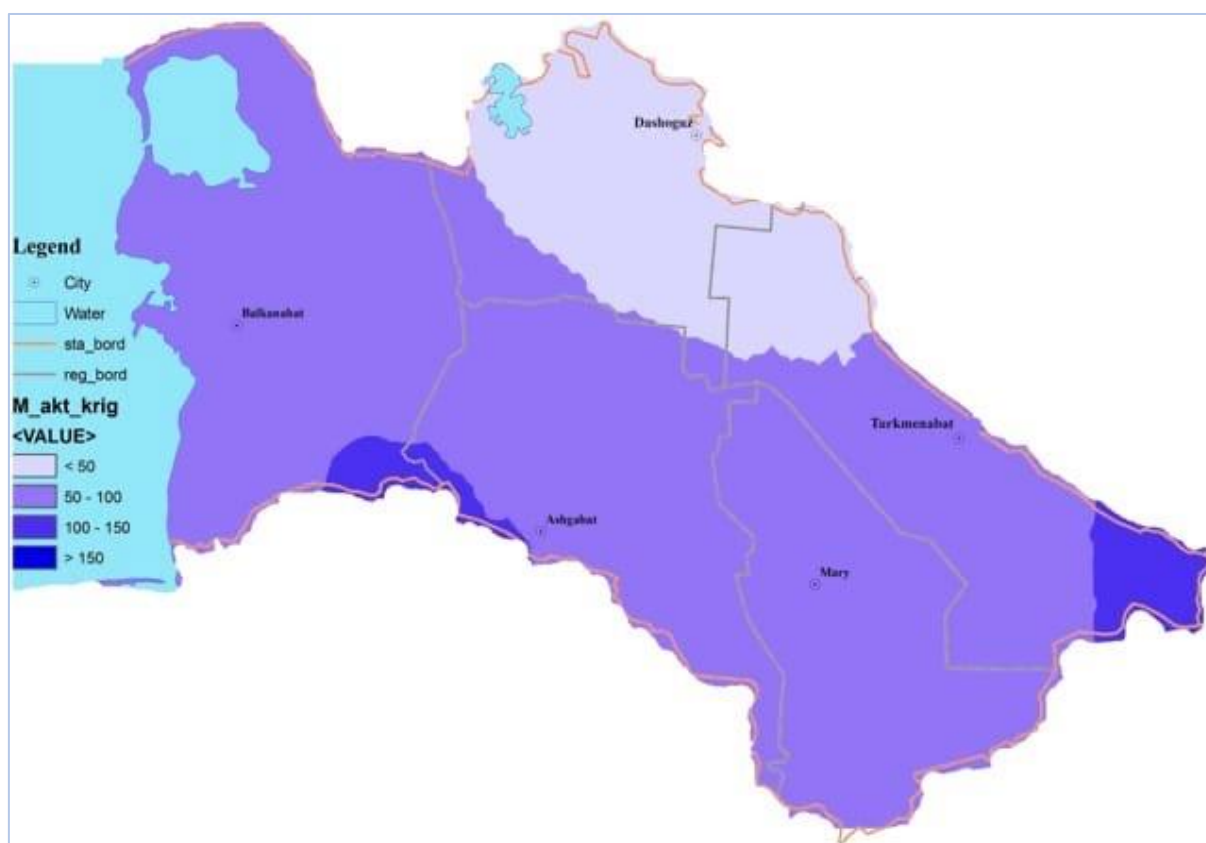 Dashoguz
Legend
City
Water
sta_bord
reg_bord
M_akt_krig
<VALUE>
< 50
50 - 100
100 - 150
> 150
Balkanabat
Turkmenabat
Ashgabat
Mary